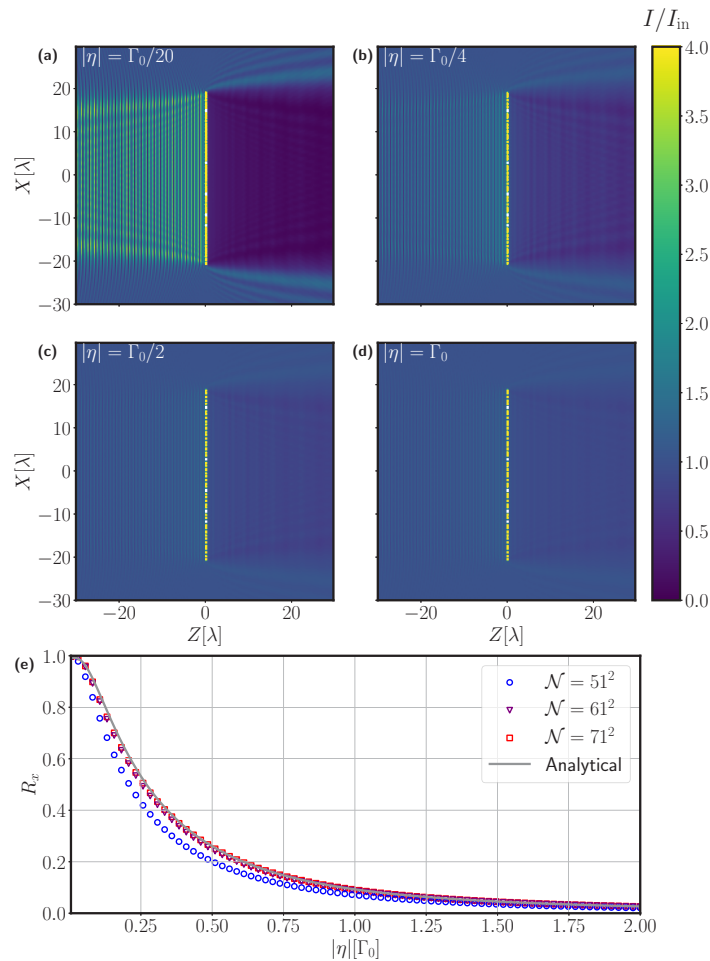 I/I_in
(a) |η| = Γ₀/20
(b) |η| = Γ₀/4
4.0
3.5
3.0
2.5
2.0
1.5
1.0
0.5
0.0
X[λ]
30
20
10
0
−10
−20
−30
(c) |η| = Γ₀/2
(d) |η| = Γ₀
X[λ]
20
10
0
−10
−20
−30
−20 0 20
−20 0 20
Z[λ]
Z[λ]
(e)
R_x
1.0
0.8
0.6
0.4
0.2
0.0
𝒩 = 51²
𝒩 = 61²
𝒩 = 71²
Analytical
0.25 0.50 0.75 1.00 1.25 1.50 1.75 2.00
|η|[Γ₀]